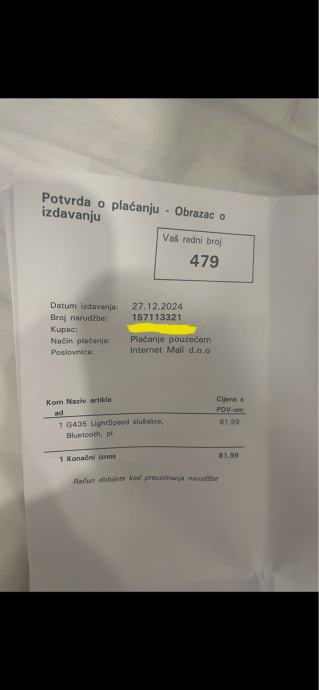 Potvrda o plaćanju - Obrazac o
izdavanju
Vaš redni broj
479
Datum izdavanja: 27.12.2024
Broj narudžbe: 157113321
Kupac:
Način plaćanja: Plaćanje pouzećem
Poslovnica: Internet Mall d.o.o
Kom Naziv artikla Cijena s
ad PDV-om
1 G435 LightSpeed slušalice, 81,99
Bluetooth, pl
1 Konačni iznos 81,99
Račun dobijete kod preuzimanja narudžbe